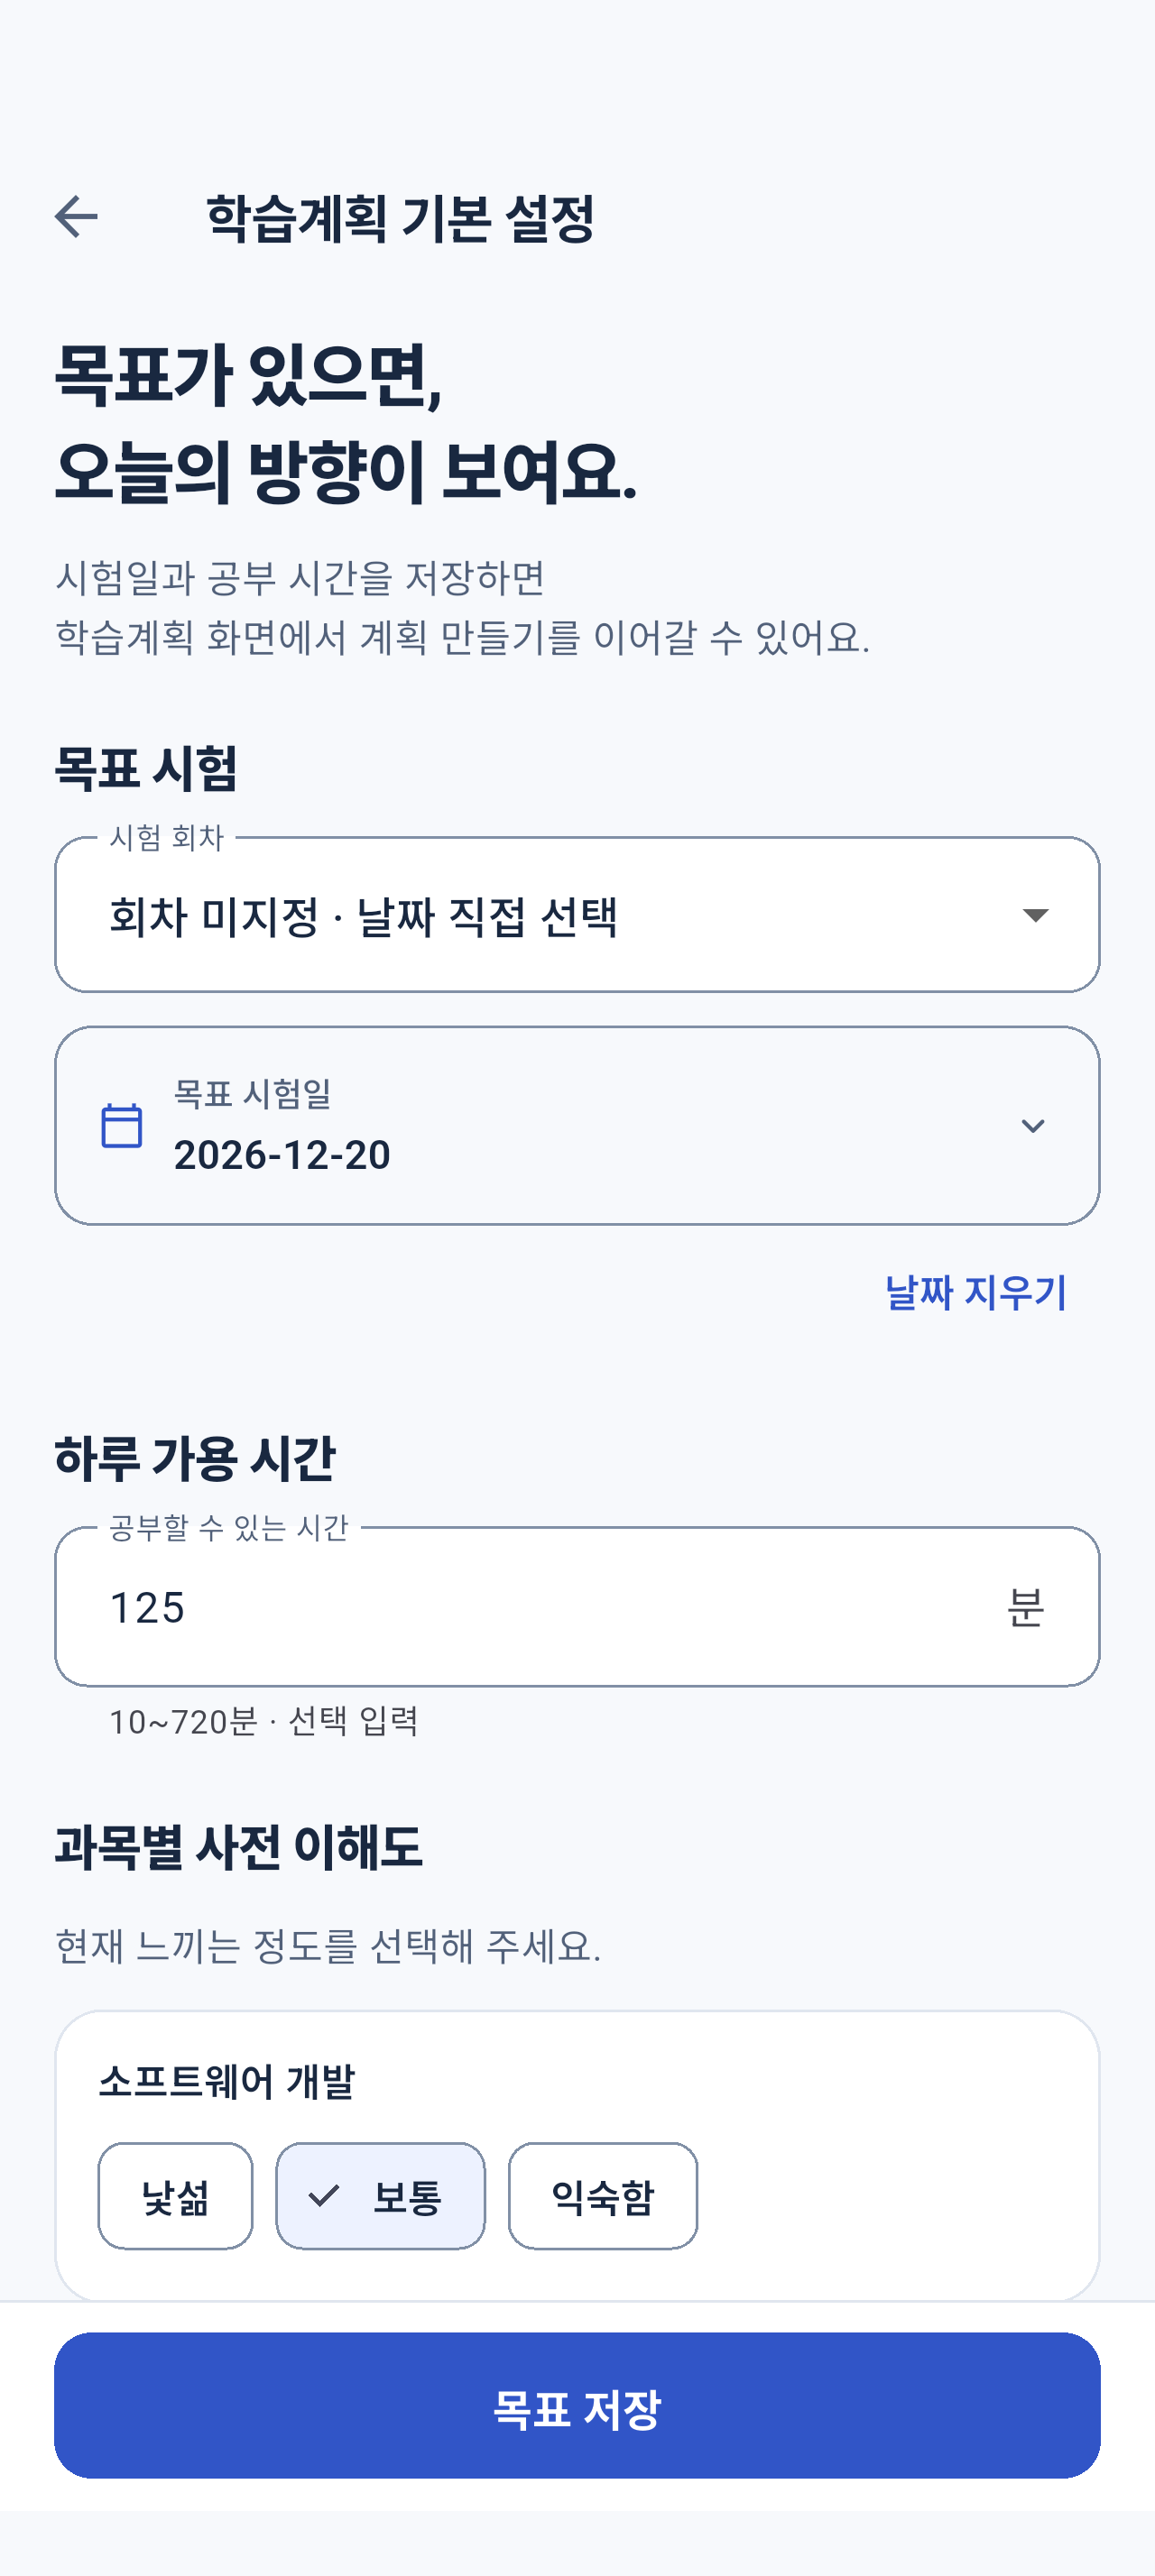 학습계획 기본 설정
목표가 있으면,
오늘의 방향이 보여요.
시험일과 공부 시간을 저장하면
학습계획 화면에서 계획 만들기를 이어갈 수 있어요.
목표 시험
시험 회차
회차 미지정 · 날짜 직접 선택
목표 시험일
2026-12-20
날짜 지우기
하루 가용 시간
공부할 수 있는 시간
125 분
10~720분 · 선택 입력
과목별 사전 이해도
현재 느끼는 정도를 선택해 주세요.
소프트웨어 개발
낯섦 보통 익숙함
목표 저장